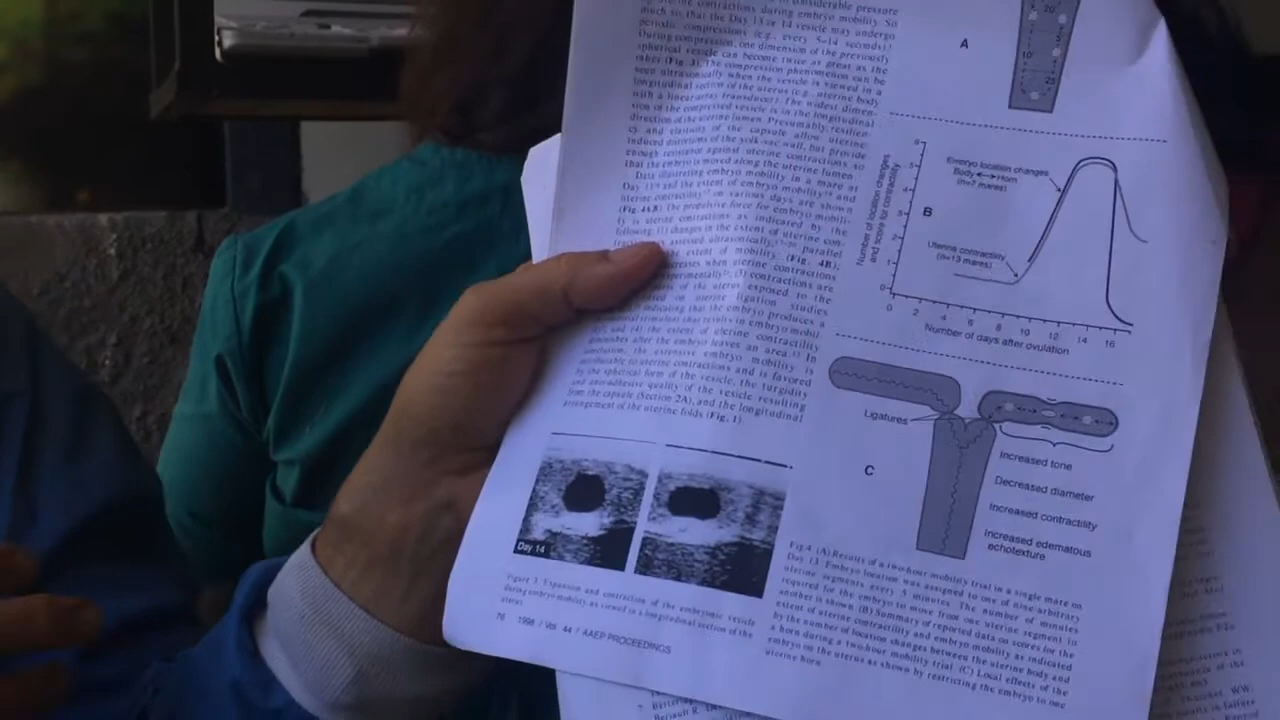 considerable pressure
uterine contractions during embryo mobility. So
much so that the Day 13 or 14 vesicle may undergo
periodic compressions (e.g., every 5-14 seconds).
During compression, one dimension of the previously
spherical vesicle can become twice as great as the
other (Fig. 3). The compression phenomenon can be
seen ultrasonically when the vesicle is viewed in a
longitudinal section of the uterus (e.g., uterine body
with a linear-array transducer). The widest dimen-
sion of the compressed vesicle is in the longitudinal
direction of the uterine lumen. Presumably, resilien-
cy and elasticity of the capsule allow uterine-
induced distortions of the yolk-sac wall, but provide
enough resistance against uterine contractions so
that the embryo is moved along the uterine lumen.
Data illustrating embryo mobility in a mare at
Day 13 and the extent of embryo mobility and
uterine contractility on various days are shown
(Fig. 4A,B). The propulsive force for embryo mobili-
ty is uterine contractions as indicated by the
following: (1) changes in the extent of uterine con-
tractions assessed ultrasonically, parallel
extent of mobility (Fig. 4B);
when uterine contractions
(3) contractions are
of the uterus exposed to the
on uterine ligation studies
indicating that the embryo produces a
stimulus that results in embryo mobil-
and (4) the extent of uterine contractility
diminishes after the embryo leaves an area. In
conclusion, the extensive embryo mobility is
attributable to uterine contractions and is favored
by the spherical form of the vesicle, the turgidity
and antiadhesive quality of the vesicle resulting
from the capsule (Section 2A), and the longitudinal
arrangement of the uterine folds (Fig. 1).
Day 14
Figure 3. Expansion and contraction of the embryonic vesicle
during embryo mobility, as viewed in a longitudinal section of the
uterus.
76 1998 / Vol. 44 / AAEP PROCEEDINGS
A
20
10
B
Number of location changes
and score for contractility
6
5
4
3
2
1
0
Embryo location changes
Body Horn
(n=7 mares)
Uterine contractility
(n=13 mares)
0 2 4 6 8 10 12 14 16
Number of days after ovulation
C
Ligatures
Increased tone
Decreased diameter
Increased contractility
Increased edematous
echotexture
Fig. 4. (A) Results of a two-hour mobility trial in a single mare on
Day 13. Embryo location was assigned to one of nine arbitrary
uterine segments every 5 minutes. The number of minutes
required for the embryo to move from one uterine segment to
another is shown. (B) Summary of reported data on scores for the
extent of uterine contractility and embryo mobility as indicated
by the number of location changes between the uterine body and
a horn during a two-hour mobility trial. (C) Local effects of the
embryo on the uterus as shown by restricting the embryo to one
uterine horn.